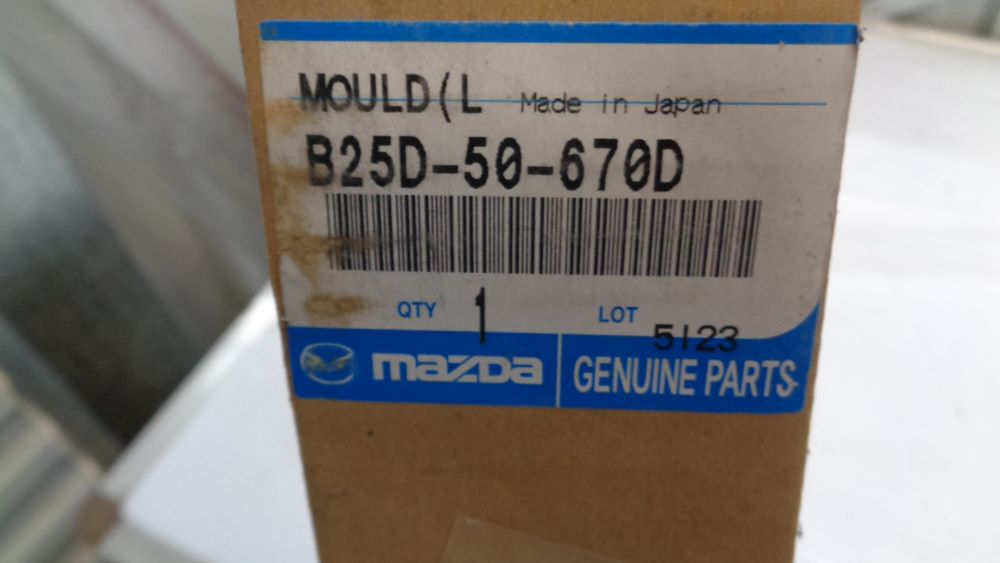 MOULD(L Made in Japan
B25D-50-670D
QTY 1 LOT 5123
mazda GENUINE PARTS